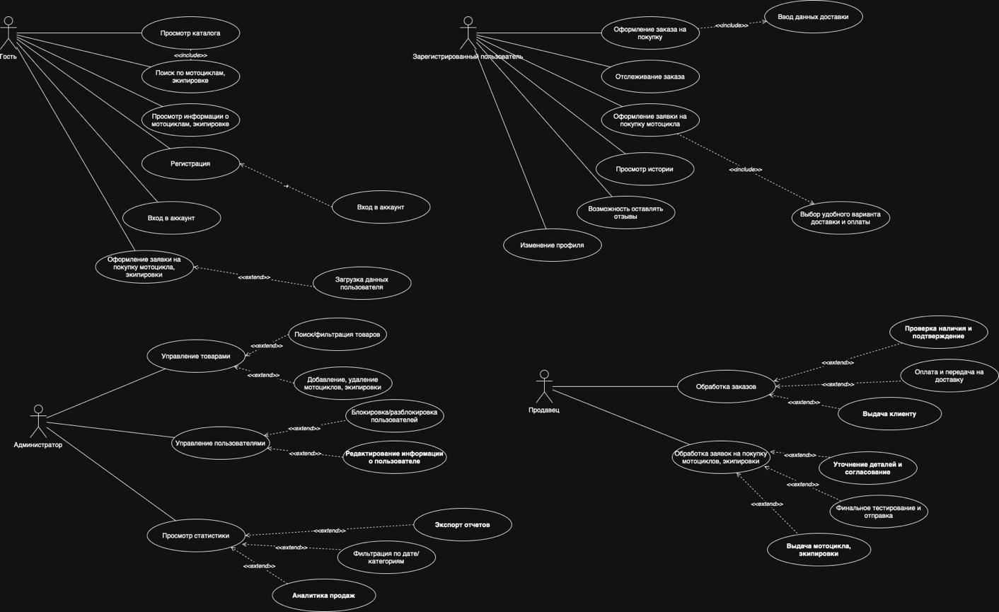 Гость
Просмотр каталога
<<include>>
Поиск по мотоциклам,
экипировке
Просмотр информации о
мотоциклам, экипировке
Регистрация
Вход в аккаунт
Вход в аккаунт
Оформление заявки на
покупку мотоцикла,
экипировки
<<extend>>
Загрузка данных
пользователя
Зарегистрированный пользователь
Оформление заказа на
покупку
<<include>>
Ввод данных доставки
Отслеживание заказа
Оформление заявки на
покупку мотоцикла
<<include>>
Выбор удобного варианта
доставки и оплаты
Просмотр истории
Возможность оставлять
отзывы
Изменение профиля
Администратор
Управление товарами
<<extend>>
Поиск/фильтрация товаров
<<extend>>
Добавление, удаление
мотоциклов, экипировки
Управление пользователями
<<extend>>
Блокировка/разблокировка
пользователей
<<extend>>
Редактирование информации
о пользователе
Просмотр статистики
<<extend>>
Экспорт отчетов
<<extend>>
Фильтрация по дате/
категориям
<<extend>>
Аналитика продаж
Продавец
Обработка заказов
<<extend>>
Проверка наличия и
подтверждение
<<extend>>
Оплата и передача на
доставку
<<extend>>
Выдача клиенту
Обработка заявок на покупку
мотоциклов, экипировки
<<extend>>
Уточнение деталей и
согласование
<<extend>>
Финальное тестирование и
отправка
<<extend>>
Выдача мотоцикла,
экипировки